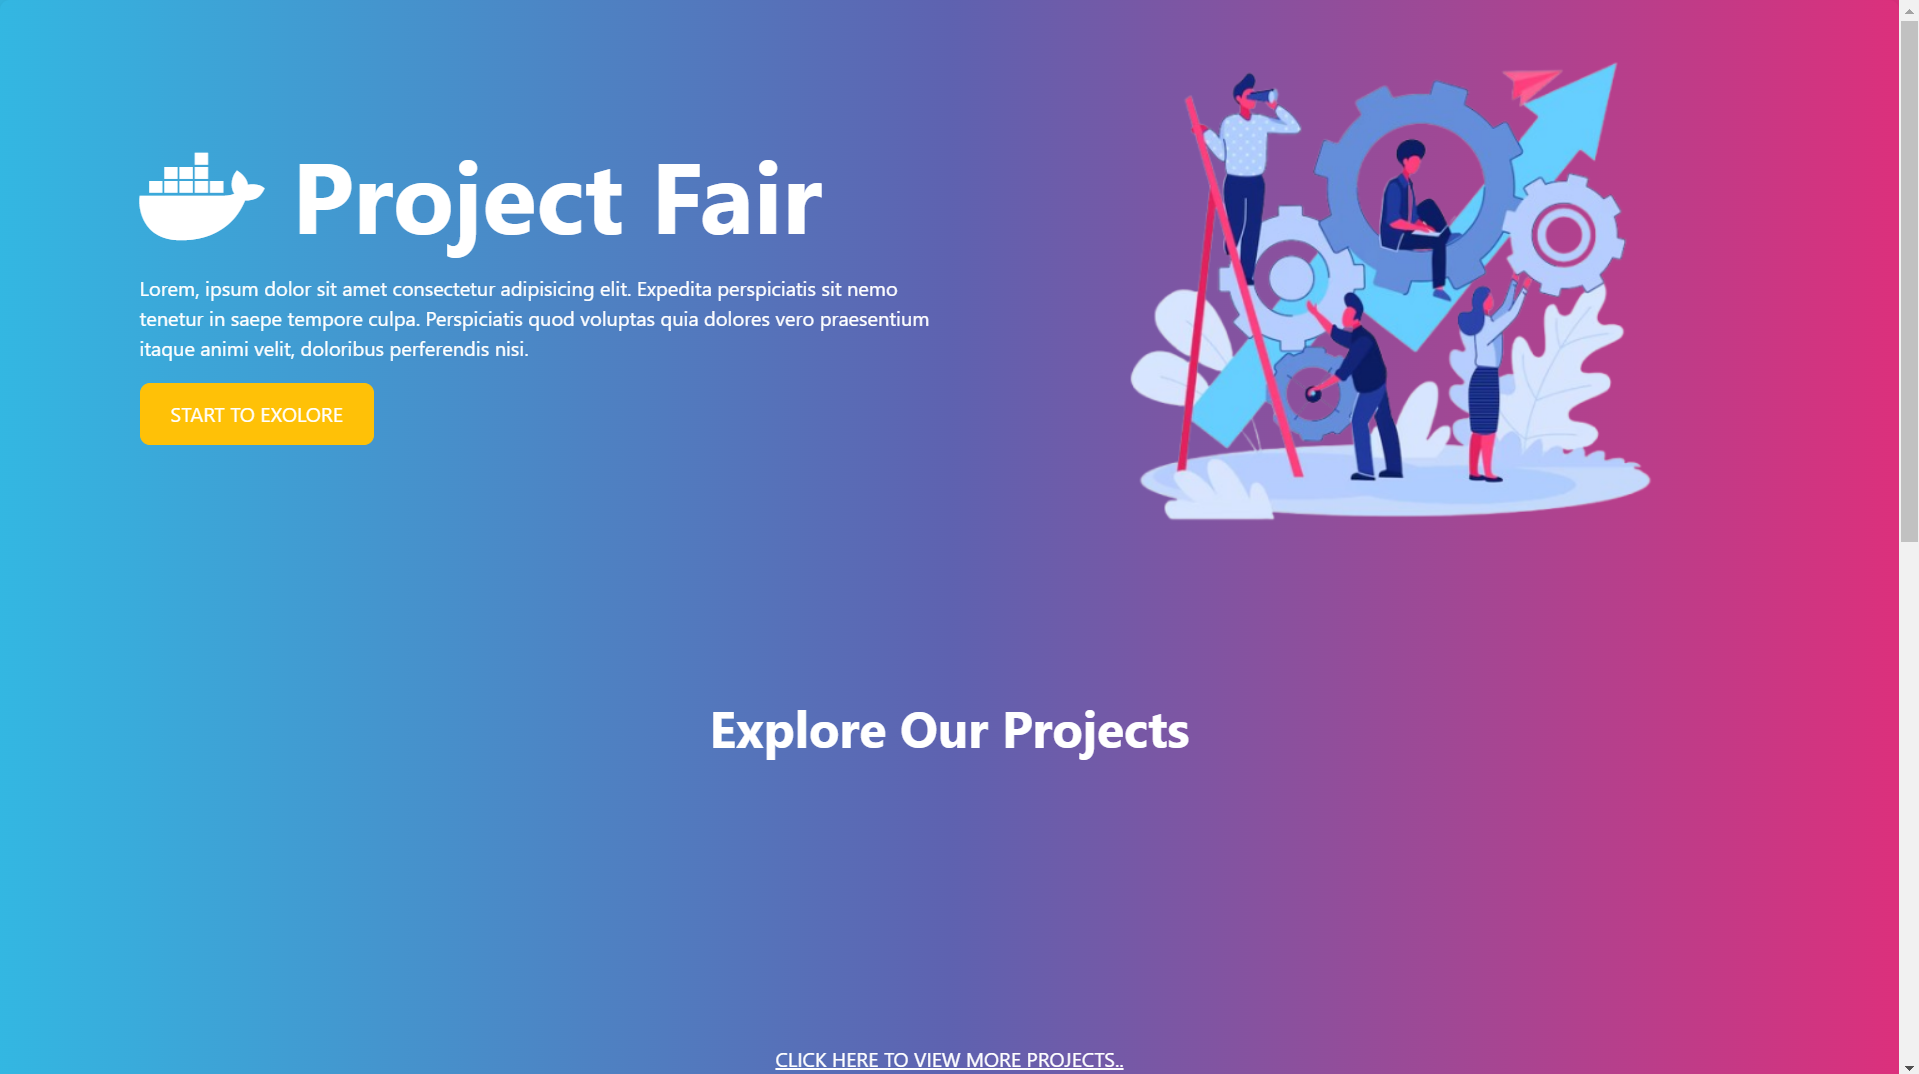 Project Fair
Lorem, ipsum dolor sit amet consectetur adipisicing elit. Expedita perspiciatis sit nemo
tenetur in saepe tempore culpa. Perspiciatis quod voluptas quia dolores vero praesentium
itaque animi velit, doloribus perferendis nisi.
START TO EXOLORE
Explore Our Projects
CLICK HERE TO VIEW MORE PROJECTS..